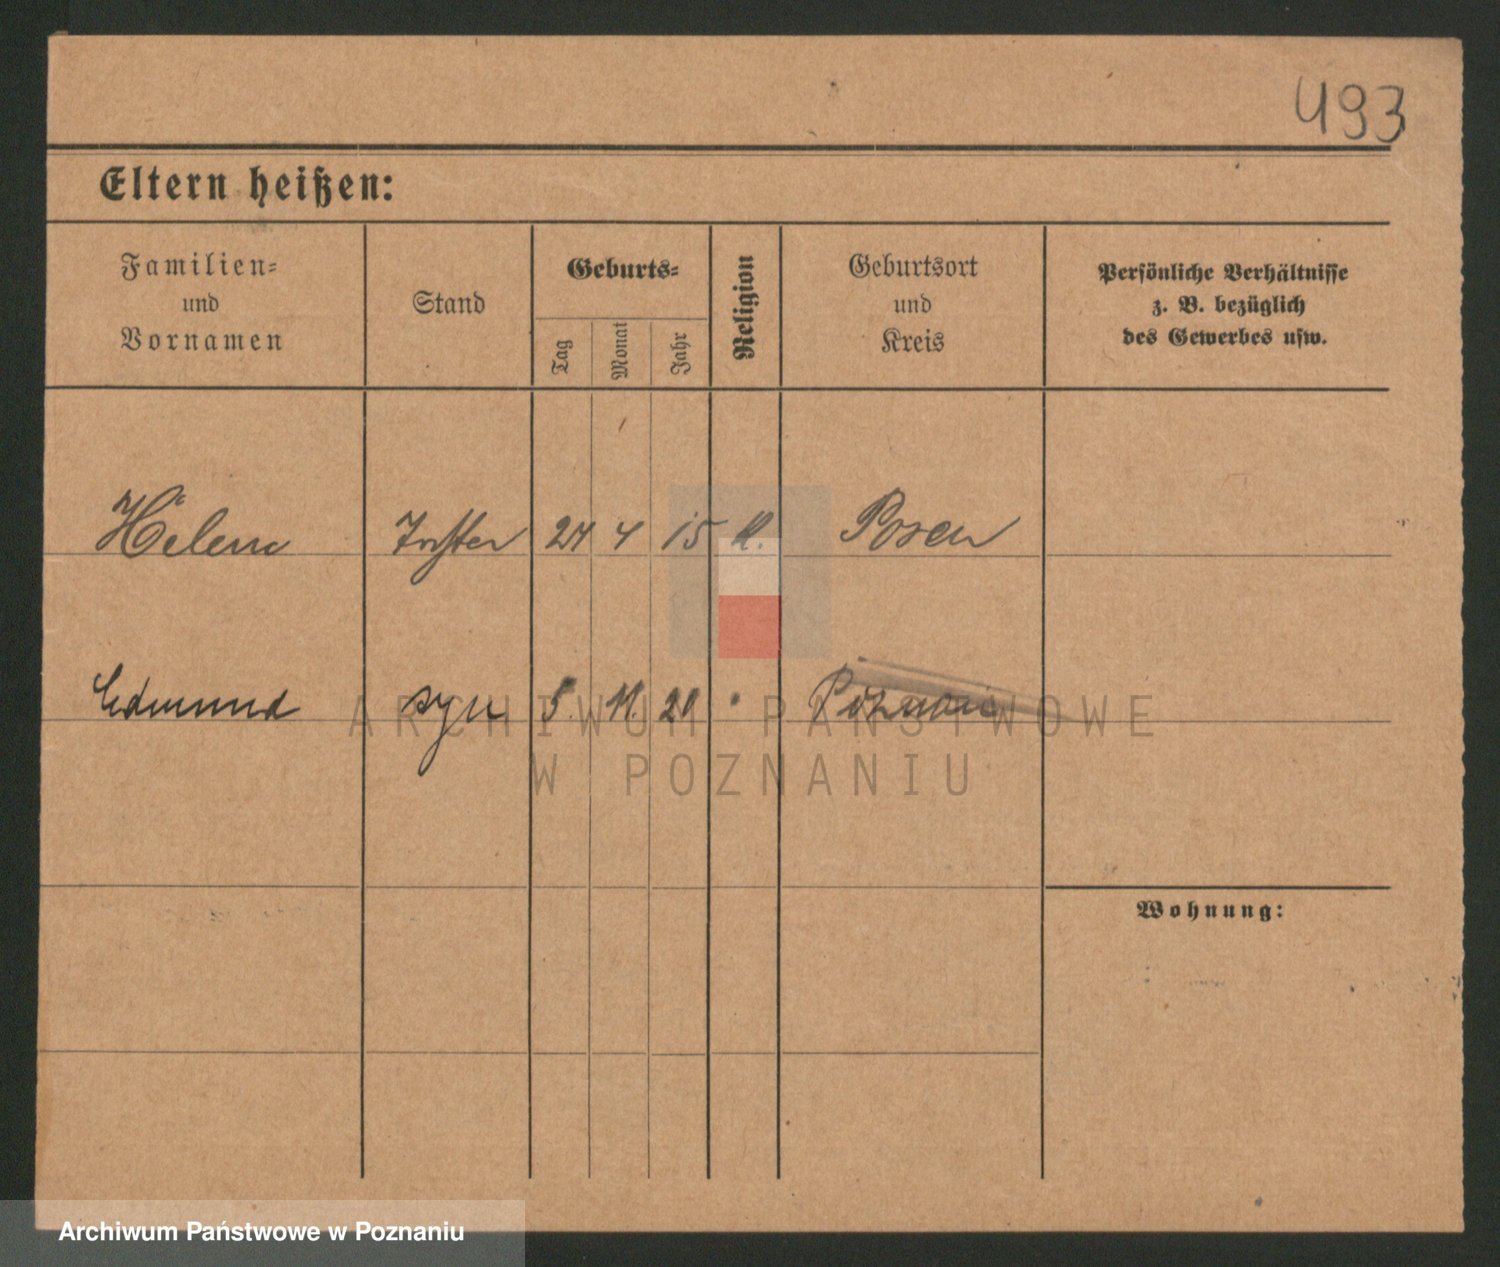 493
Eltern heißen:
Familien-
und
Vornamen
Stand
Geburts-
Tag
Monat
Jahr
Religion
Geburtsort
und
Kreis
Persönliche Verhältnisse
z. B. bezüglich
des Gewerbes usw.
Helene Tochter 24 4 15 K. Posen
Edmund syn 5. 11. 20 " Poznań
ARCHIWUM PAŃSTWOWE
W POZNANIU
Wohnung:
Archiwum Państwowe w Poznaniu